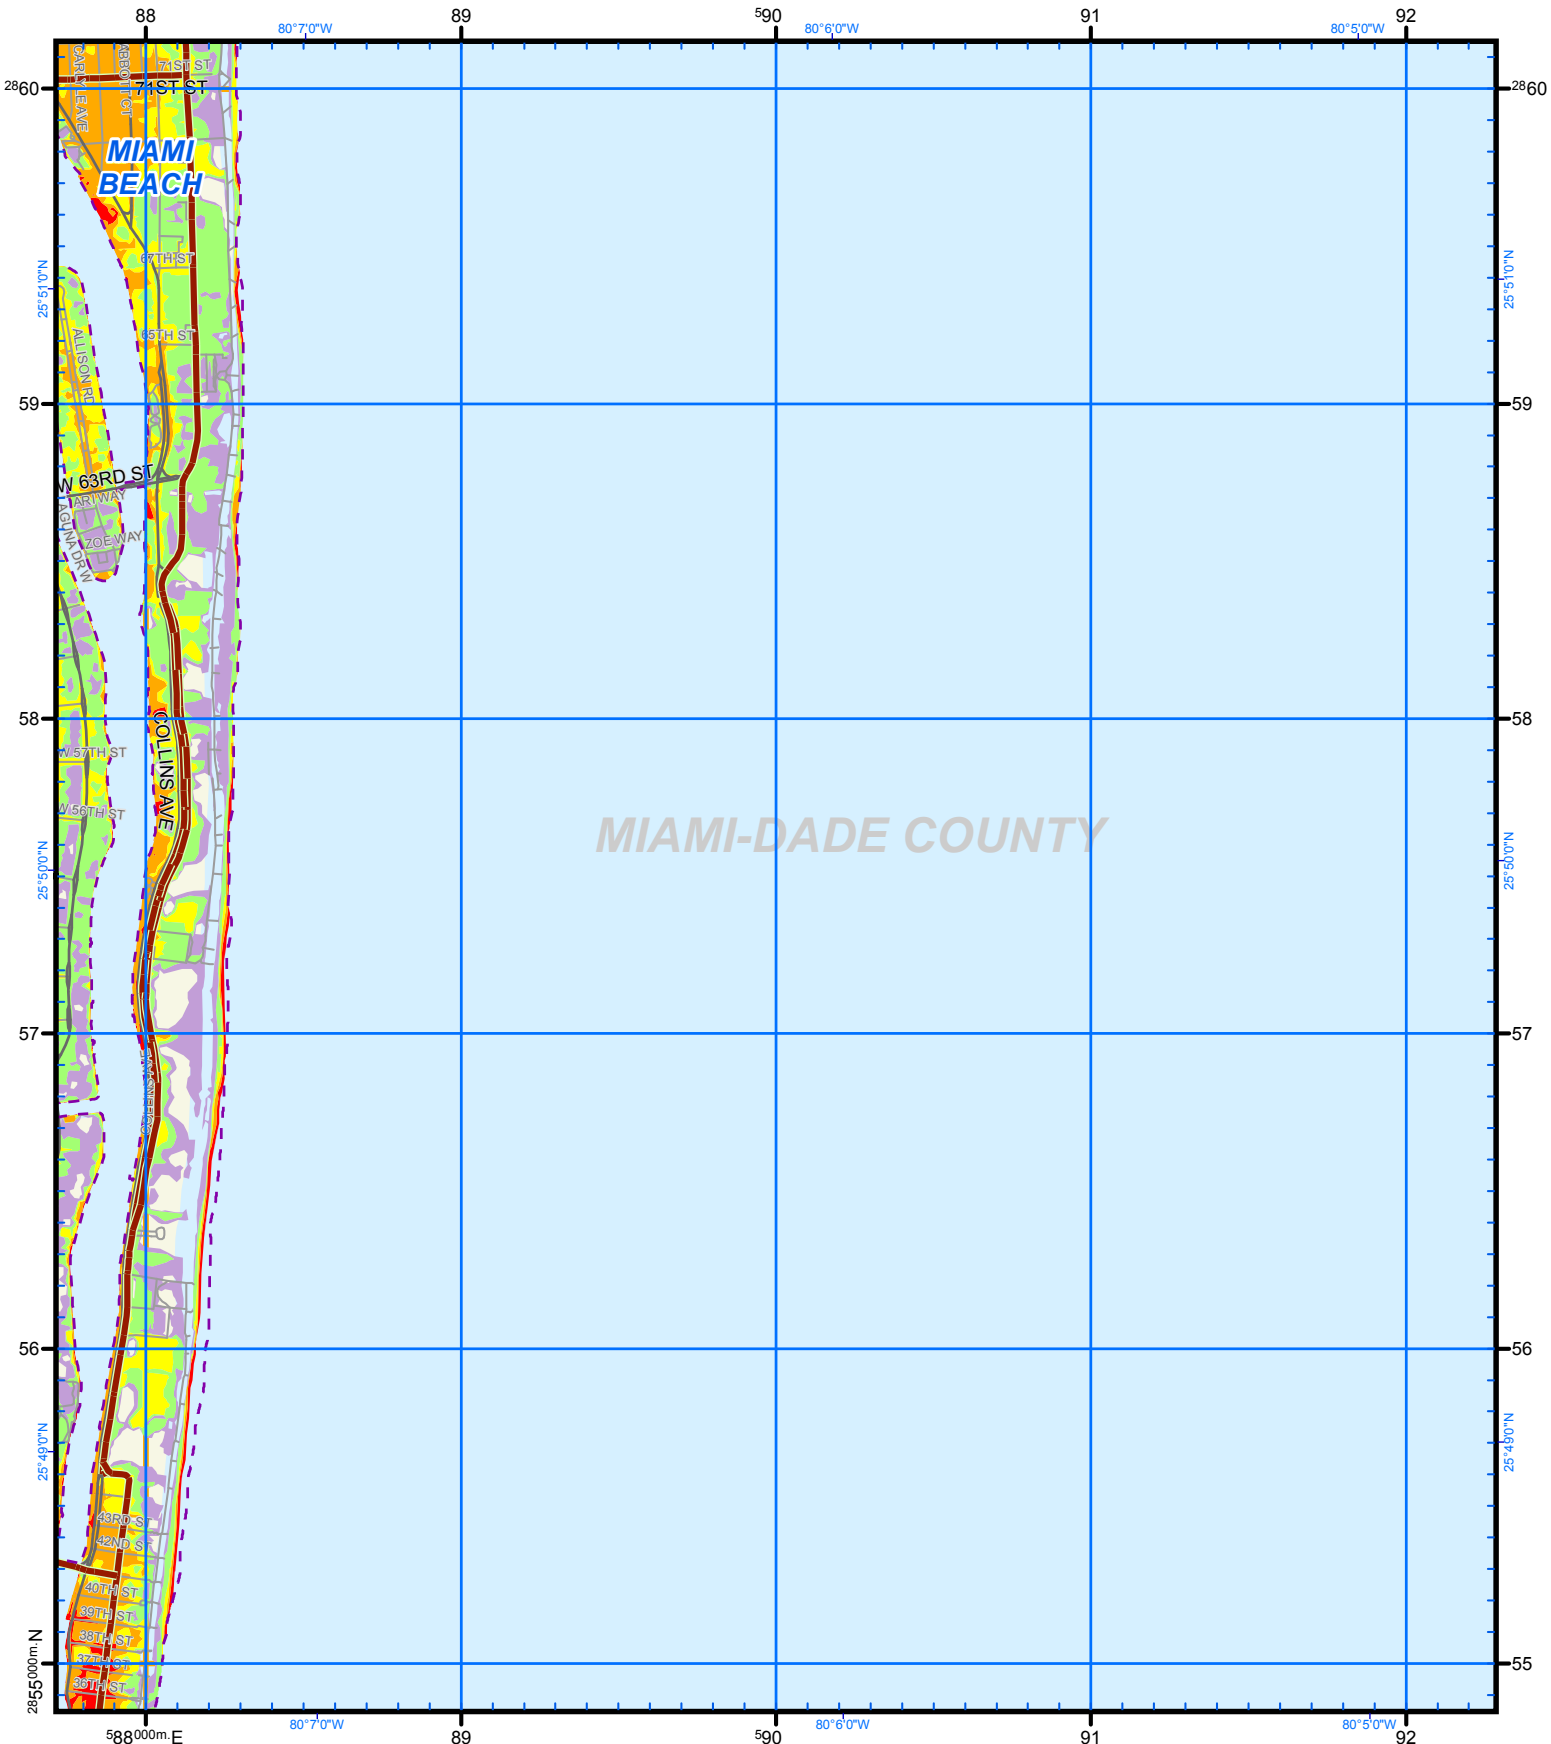 88 89 590 91 92
80°7'0"W 80°6'0"W 80°5'0"W
CARLYLE AVE
ABBOTT CT
71ST ST
71ST ST
2860 2860
MIAMI
BEACH
67TH ST
25°51'0"N 25°51'0"N
65TH ST
ALLISON RD
59 59
W 63RD ST
ARI WAY
ZOE WAY
LAGUNA DR W
58 58
COLLINS AVE
W 57TH ST
W 56TH ST
MIAMI-DADE COUNTY
25°50'0"N 25°50'0"N
57 57
56 56
25°49'0"N 25°49'0"N
43RD ST
42ND ST
40TH ST
39TH ST
38TH ST
37TH ST
36TH ST
2855000m. N 55
80°7'0"W 80°6'0"W 80°5'0"W
588000m. E 89 590 91 92